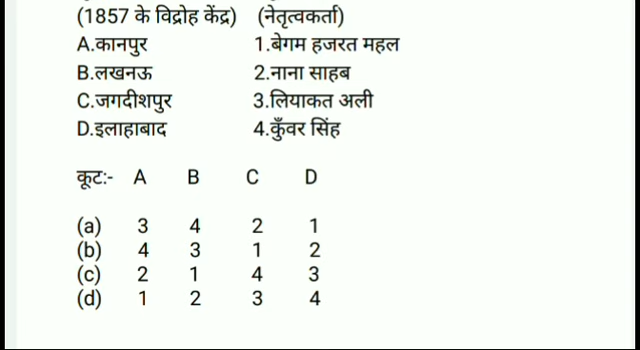 (1857 के विद्रोह केंद्र) (नेतृत्वकर्ता)
A.कानपुर 1.बेगम हजरत महल
B.लखनऊ 2.नाना साहब
C.जगदीशपुर 3.लियाकत अली
D.इलाहाबाद 4.कुँवर सिंह
कूटः- A B C D
(a) 3 4 2 1
(b) 4 3 1 2
(c) 2 1 4 3
(d) 1 2 3 4